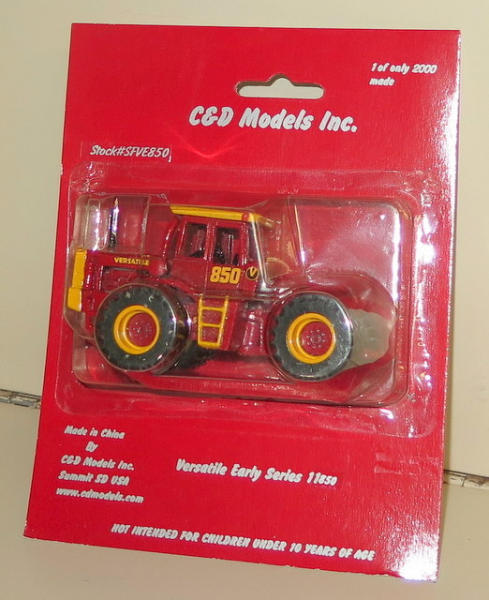 1 of only 2000
made
C&D Models Inc.
Stock#SFVE850
VERSATILE
850
V
Made in China
By
C&D Models Inc.
Summit SD USA
www.cdmodels.com
Versatile Early Series 11850
NOT INTENDED FOR CHILDREN UNDER 10 YEARS OF AGE